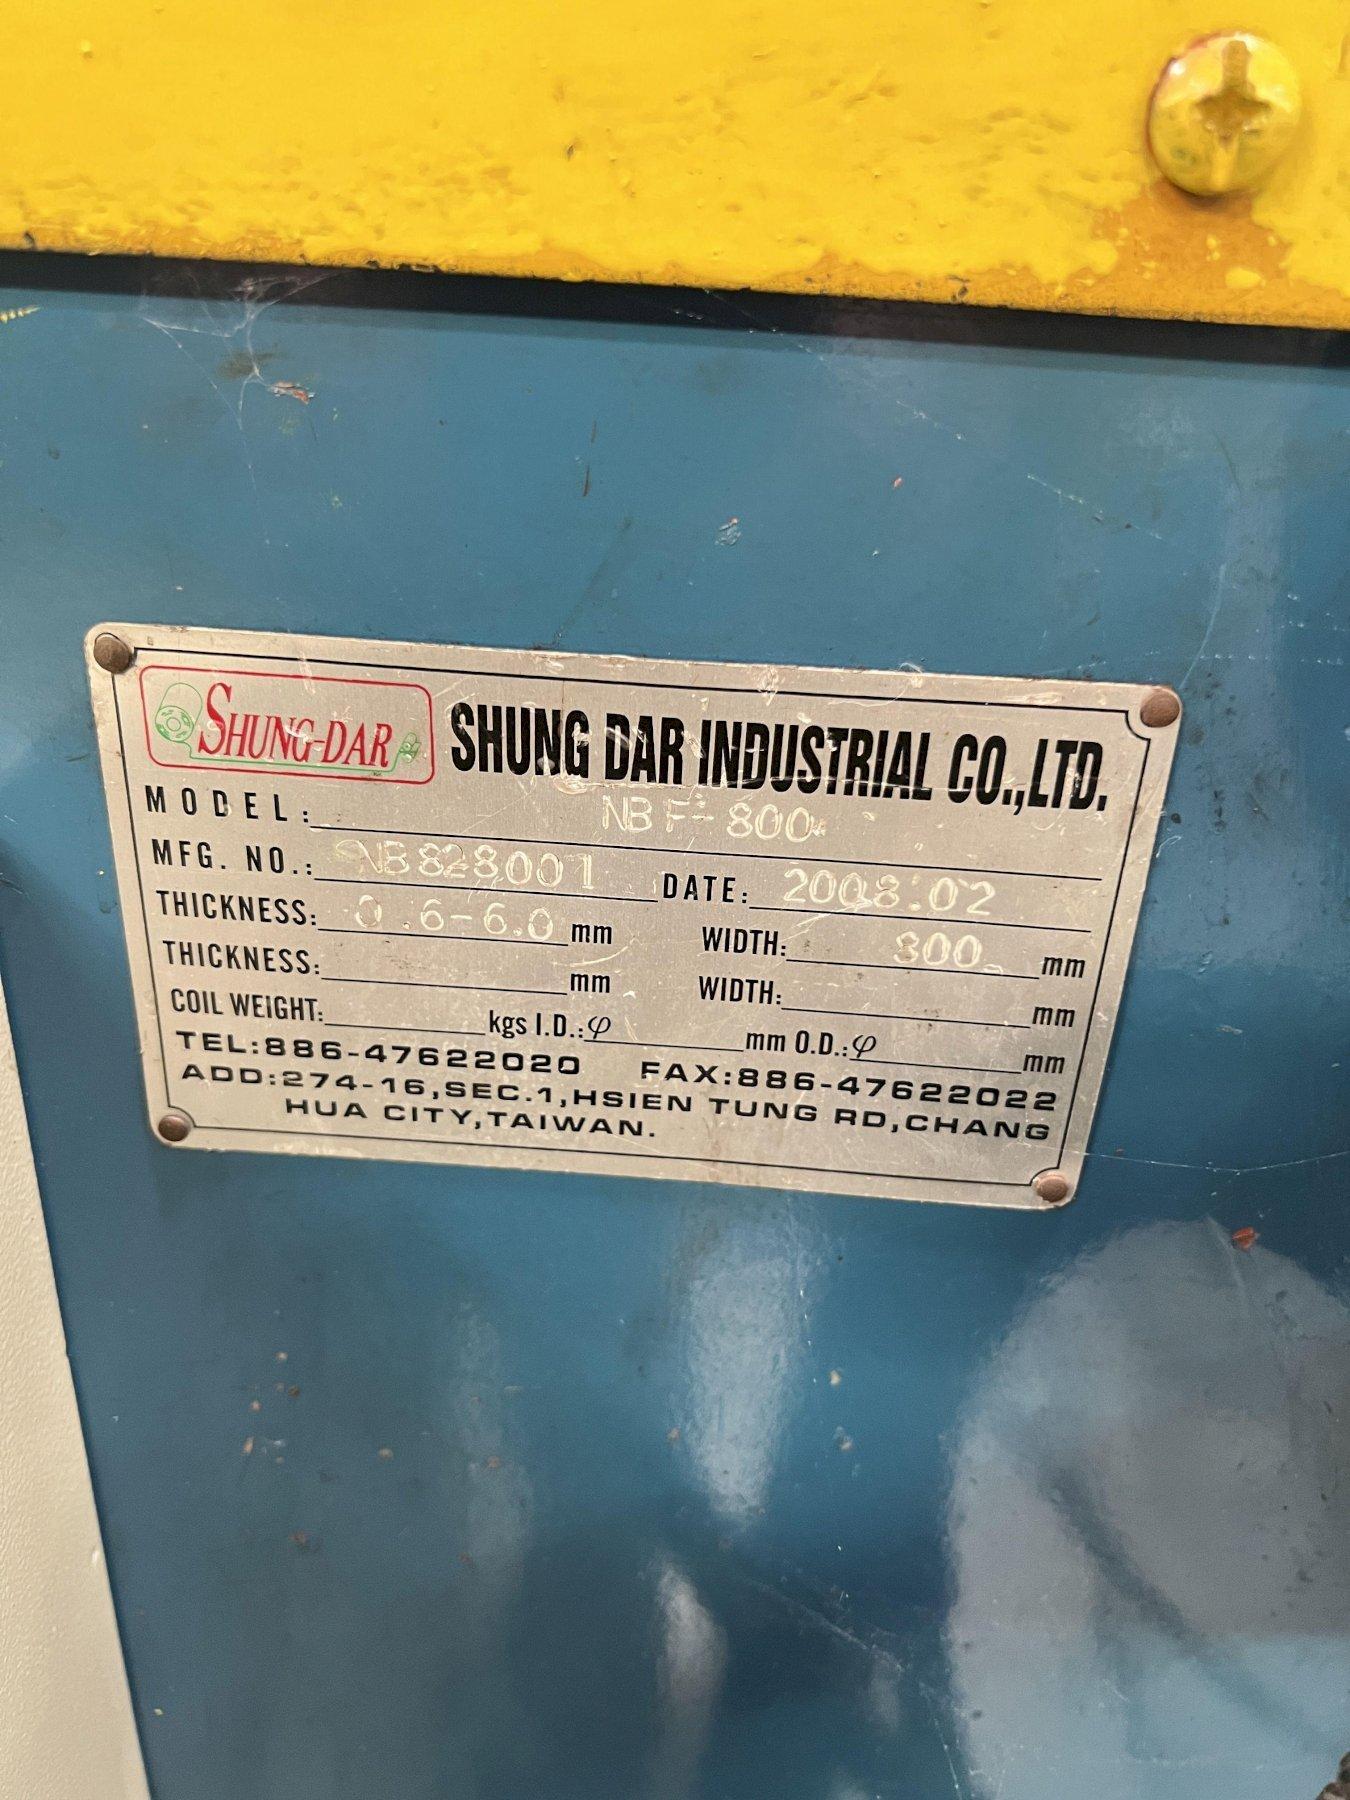 SHUNG-DAR
SHUNG DAR INDUSTRIAL CO.,LTD.
MODEL: NBF-800
MFG. NO.: NB828001 DATE: 2008.02
THICKNESS: 0.6-6.0 mm WIDTH: 800 mm
THICKNESS: mm WIDTH: mm
COIL WEIGHT: kgs I.D.:φ mm O.D.:φ mm
TEL:886-47622020 FAX:886-47622022
ADD:274-16,SEC.1,HSIEN TUNG RD,CHANG
HUA CITY,TAIWAN.